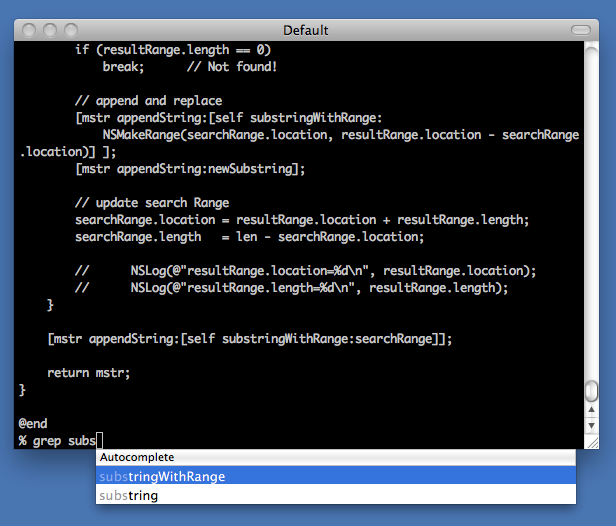 Default
if (resultRange.length == 0)
break;      // Not found!
// append and replace
[mstr appendString:[self substringWithRange:
NSMakeRange(searchRange.location, resultRange.location - searchRange
.location)] ];
[mstr appendString:newSubstring];
// update search Range
searchRange.location = resultRange.location + resultRange.length;
searchRange.length   = len - searchRange.location;
//      NSLog(@"resultRange.location=%d\n", resultRange.location);
//      NSLog(@"resultRange.length=%d\n", resultRange.length);
}
[mstr appendString:[self substringWithRange:searchRange]];
return mstr;
}
@end
% grep subs
Autocomplete
substringWithRange
substring